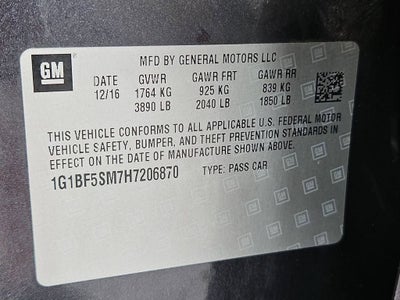 GM
MFD BY GENERAL MOTORS LLC
DATE GVWR GAWR FRT GAWR RR
12/16 1764 KG 925 KG 839 KG
3890 LB 2040 LB 1850 LB
THIS VEHICLE CONFORMS TO ALL APPLICABLE U.S. FEDERAL MOTOR
VEHICLE SAFETY, BUMPER, AND THEFT PREVENTION STANDARDS IN
EFFECT ON THE DATE OF MANUFACTURE SHOWN ABOVE.
1G1BF5SM7H7206870 TYPE: PASS CAR